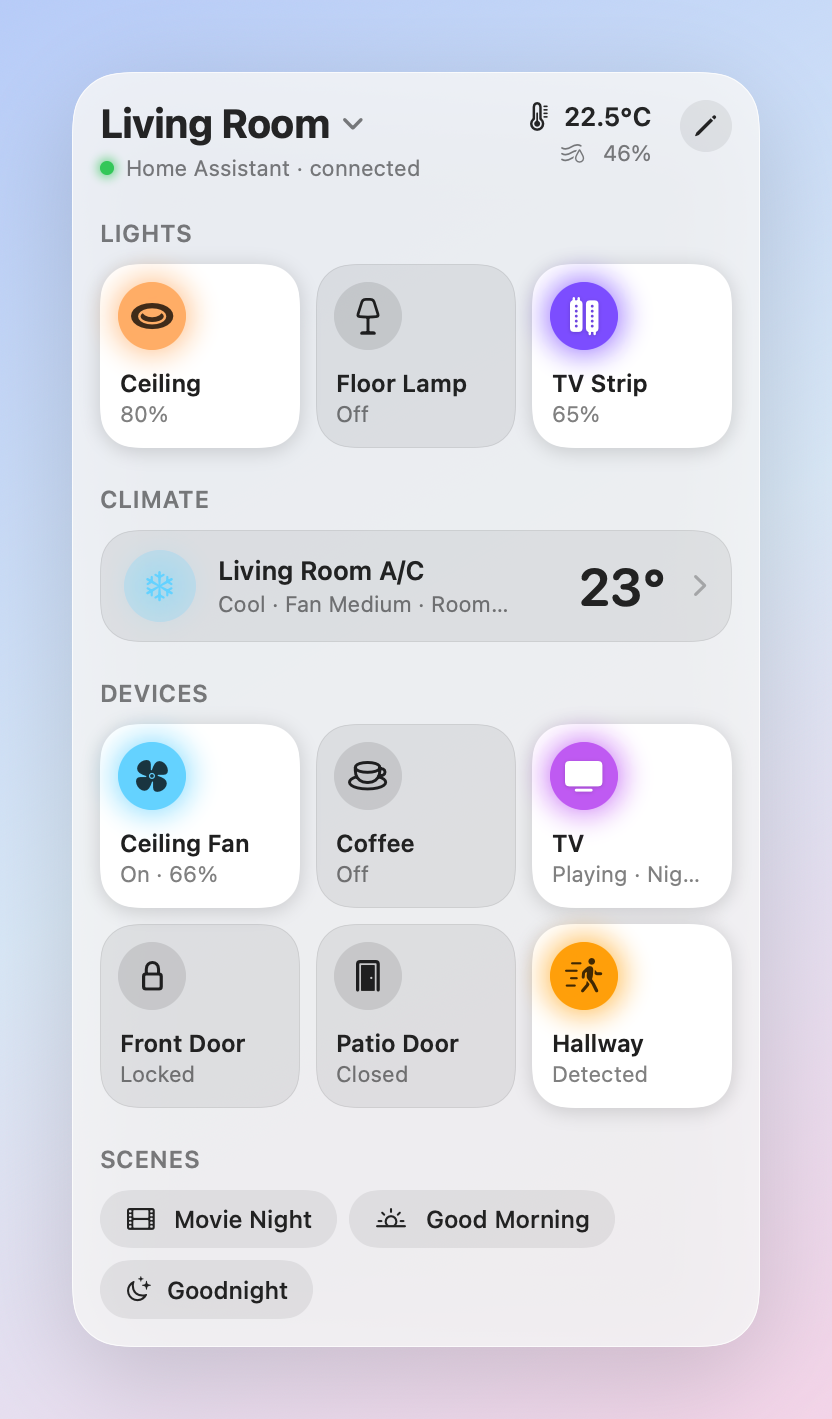 Living Room
22.5°C
46%
Home Assistant · connected
LIGHTS
Ceiling
80%
Floor Lamp
Off
TV Strip
65%
CLIMATE
Living Room A/C
Cool · Fan Medium · Room...
23°
DEVICES
Ceiling Fan
On · 66%
Coffee
Off
TV
Playing · Nig...
Front Door
Locked
Patio Door
Closed
Hallway
Detected
SCENES
Movie Night
Good Morning
Goodnight